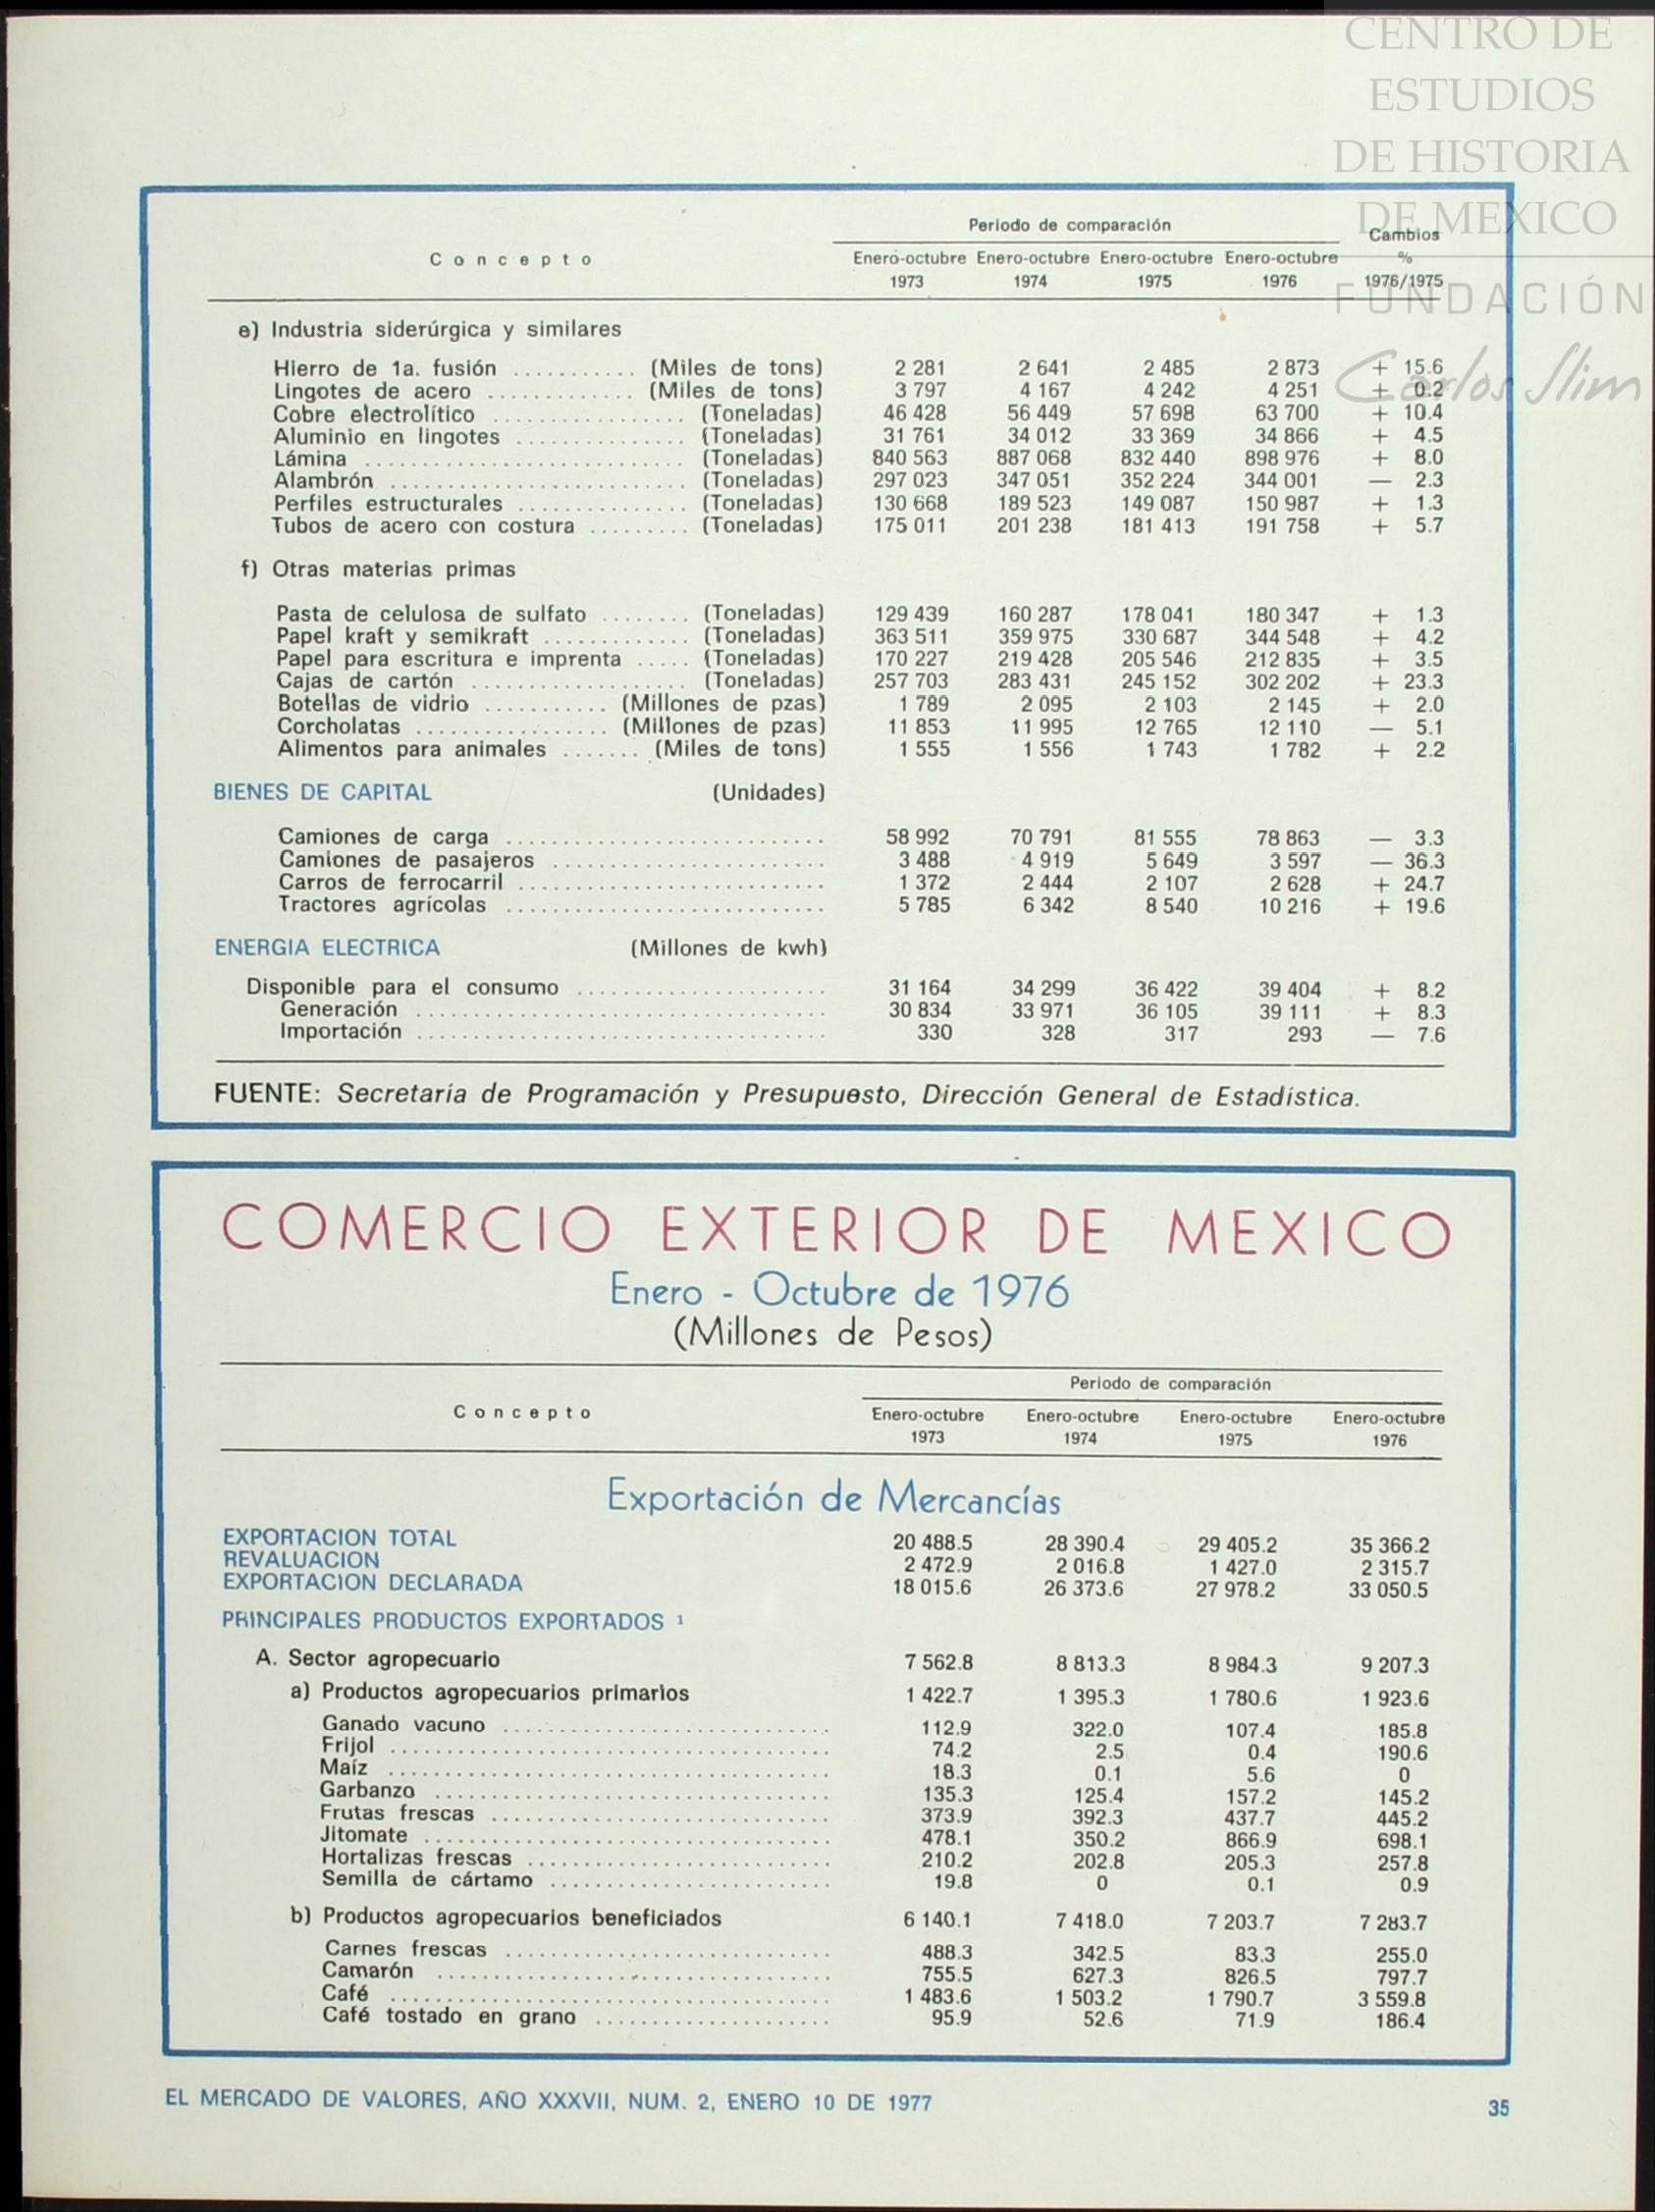 CENTRO DE
ESTUDIOS
DE HISTORIA
DE MEXICO
FUNDACIÓN
Carlos Slim
Periodo de comparación
Cambios
Concepto Enero-octubre Enero-octubre Enero-octubre Enero-octubre %
1973 1974 1975 1976 1976/1975
e) Industria siderúrgica y similares
Hierro de 1a. fusión ........... (Miles de tons) 2 281 2 641 2 485 2 873 + 15.6
Lingotes de acero ............. (Miles de tons) 3 797 4 167 4 242 4 251 + 0.2
Cobre electrolítico .................. (Toneladas) 46 428 56 449 57 698 63 700 + 10.4
Aluminio en lingotes ............... (Toneladas) 31 761 34 012 33 369 34 866 + 4.5
Lámina ............................ (Toneladas) 840 563 887 068 832 440 898 976 + 8.0
Alambrón .......................... (Toneladas) 297 023 347 051 352 224 344 001 — 2.3
Perfiles estructurales ............... (Toneladas) 130 668 189 523 149 087 150 987 + 1.3
Tubos de acero con costura ......... (Toneladas) 175 011 201 238 181 413 191 758 + 5.7
f) Otras materias primas
Pasta de celulosa de sulfato ........ (Toneladas) 129 439 160 287 178 041 180 347 + 1.3
Papel kraft y semikraft ............. (Toneladas) 363 511 359 975 330 687 344 548 + 4.2
Papel para escritura e imprenta ..... (Toneladas) 170 227 219 428 205 546 212 835 + 3.5
Cajas de cartón .................... (Toneladas) 257 703 283 431 245 152 302 202 + 23.3
Botellas de vidrio ........... (Millones de pzas) 1 789 2 095 2 103 2 145 + 2.0
Corcholatas ................. (Millones de pzas) 11 853 11 995 12 765 12 110 — 5.1
Alimentos para animales ....... (Miles de tons) 1 555 1 556 1 743 1 782 + 2.2
BIENES DE CAPITAL (Unidades)
Camiones de carga ............................ 58 992 70 791 81 555 78 863 — 3.3
Camiones de pasajeros ........................ 3 488 4 919 5 649 3 597 — 36.3
Carros de ferrocarril ........................... 1 372 2 444 2 107 2 628 + 24.7
Tractores agrícolas ............................ 5 785 6 342 8 540 10 216 + 19.6
ENERGIA ELECTRICA (Millones de kwh)
Disponible para el consumo ...................... 31 164 34 299 36 422 39 404 + 8.2
Generación .................................... 30 834 33 971 36 105 39 111 + 8.3
Importación .................................... 330 328 317 293 — 7.6
FUENTE: Secretaría de Programación y Presupuesto, Dirección General de Estadística.
COMERCIO EXTERIOR DE MEXICO
Enero - Octubre de 1976
(Millones de Pesos)
Periodo de comparación
Concepto Enero-octubre Enero-octubre Enero-octubre Enero-octubre
1973 1974 1975 1976
Exportación de Mercancías
EXPORTACION TOTAL 20 488.5 28 390.4 29 405.2 35 366.2
REVALUACION 2 472.9 2 016.8 1 427.0 2 315.7
EXPORTACION DECLARADA 18 015.6 26 373.6 27 978.2 33 050.5
PRINCIPALES PRODUCTOS EXPORTADOS 1
A. Sector agropecuario 7 562.8 8 813.3 8 984.3 9 207.3
a) Productos agropecuarios primarios 1 422.7 1 395.3 1 780.6 1 923.6
Ganado vacuno ............................. 112.9 322.0 107.4 185.8
Frijol ....................................... 74.2 2.5 0.4 190.6
Maíz ....................................... 18.3 0.1 5.6 0
Garbanzo ................................... 135.3 125.4 157.2 145.2
Frutas frescas .............................. 373.9 392.3 437.7 445.2
Jitomate .................................... 478.1 350.2 866.9 698.1
Hortalizas frescas ........................... 210.2 202.8 205.3 257.8
Semilla de cártamo ......................... 19.8 0 0.1 0.9
b) Productos agropecuarios beneficiados 6 140.1 7 418.0 7 203.7 7 283.7
Carnes frescas ............................. 488.3 342.5 83.3 255.0
Camarón ................................... 755.5 627.3 826.5 797.7
Café ....................................... 1 483.6 1 503.2 1 790.7 3 559.8
Café tostado en grano ..................... 95.9 52.6 71.9 186.4
EL MERCADO DE VALORES, AÑO XXXVII, NUM. 2, ENERO 10 DE 1977 35